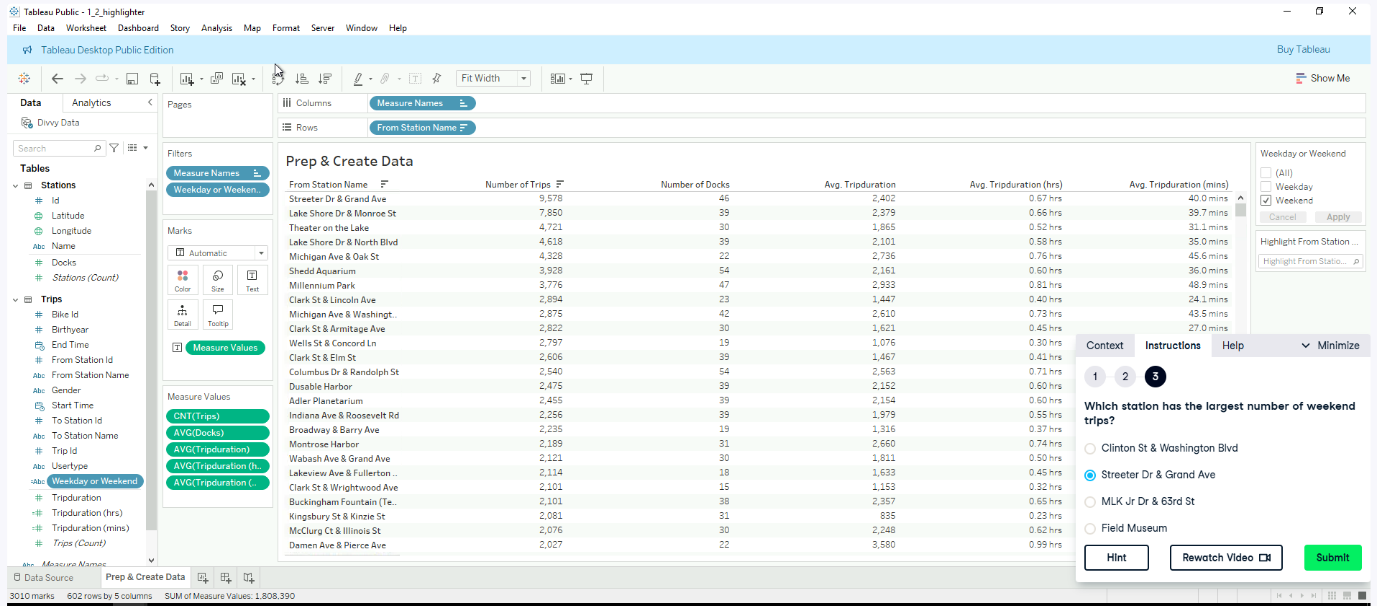 Tableau Public - 1_2_highlighter
File Data Worksheet Dashboard Story Analysis Map Format Server Window Help
Tableau Desktop Public Edition Buy Tableau
Fit Width Show Me
Data Analytics
Divvy Data
Search
Tables
Stations
# Id
Latitude
Longitude
Abc Name
# Docks
# Stations (Count)
Trips
# Bike Id
# Birthyear
End Time
# From Station Id
Abc From Station Name
Abc Gender
Start Time
# To Station Id
Abc To Station Name
# Trip Id
Abc Usertype
=Abc Weekday or Weekend
# Tripduration
=# Tripduration (hrs)
=# Tripduration (mins)
# Trips (Count)
Abc Measure Names
Pages
Filters
Measure Names
Weekday or Weeken..
Marks
Automatic
Color Size Text
Detail Tooltip
Measure Values
Measure Values
CNT(Trips)
AVG(Docks)
AVG(Tripduration)
AVG(Tripduration (h..
AVG(Tripduration (..
Columns Measure Names
Rows From Station Name
Prep & Create Data
From Station Name Number of Trips Number of Docks Avg. Tripduration Avg. Tripduration (hrs) Avg. Tripduration (mins)
Streeter Dr & Grand Ave 9,578 46 2,402 0.67 hrs 40.0 mins
Lake Shore Dr & Monroe St 7,850 39 2,379 0.66 hrs 39.7 mins
Theater on the Lake 4,721 30 1,865 0.52 hrs 31.1 mins
Lake Shore Dr & North Blvd 4,618 39 2,101 0.58 hrs 35.0 mins
Michigan Ave & Oak St 4,328 22 2,736 0.76 hrs 45.6 mins
Shedd Aquarium 3,928 54 2,161 0.60 hrs 36.0 mins
Millennium Park 3,776 47 2,933 0.81 hrs 48.9 mins
Clark St & Lincoln Ave 2,894 23 1,447 0.40 hrs 24.1 mins
Michigan Ave & Washingt.. 2,875 42 2,610 0.73 hrs 43.5 mins
Clark St & Armitage Ave 2,822 30 1,621 0.45 hrs 27.0 mins
Wells St & Concord Ln 2,797 19 1,076 0.30 hrs
Clark St & Elm St 2,606 39 1,467 0.41 hrs
Columbus Dr & Randolph St 2,540 54 2,563 0.71 hrs
Dusable Harbor 2,475 39 2,152 0.60 hrs
Adler Planetarium 2,455 39 2,154 0.60 hrs
Indiana Ave & Roosevelt Rd 2,256 39 1,979 0.55 hrs
Broadway & Barry Ave 2,235 19 1,316 0.37 hrs
Montrose Harbor 2,189 31 2,660 0.74 hrs
Wabash Ave & Grand Ave 2,121 30 1,811 0.50 hrs
Lakeview Ave & Fullerton .. 2,114 18 1,633 0.45 hrs
Clark St & Wrightwood Ave 2,101 15 1,153 0.32 hrs
Buckingham Fountain (Te.. 2,101 38 2,357 0.65 hrs
Kingsbury St & Kinzie St 2,081 31 835 0.23 hrs
McClurg Ct & Illinois St 2,076 30 2,248 0.62 hrs
Damen Ave & Pierce Ave 2,027 22 3,580 0.99 hrs
Weekday or Weekend
(All)
Weekday
Weekend
Cancel Apply
Highlight From Station ...
Highlight From Statio...
Context Instructions Help Minimize
1 2 3
Which station has the largest number of weekend
trips?
Clinton St & Washington Blvd
Streeter Dr & Grand Ave
MLK Jr Dr & 63rd St
Field Museum
Hint Rewatch Video Submit
Data Source Prep & Create Data
3010 marks 602 rows by 5 columns SUM of Measure Values: 1,808,390